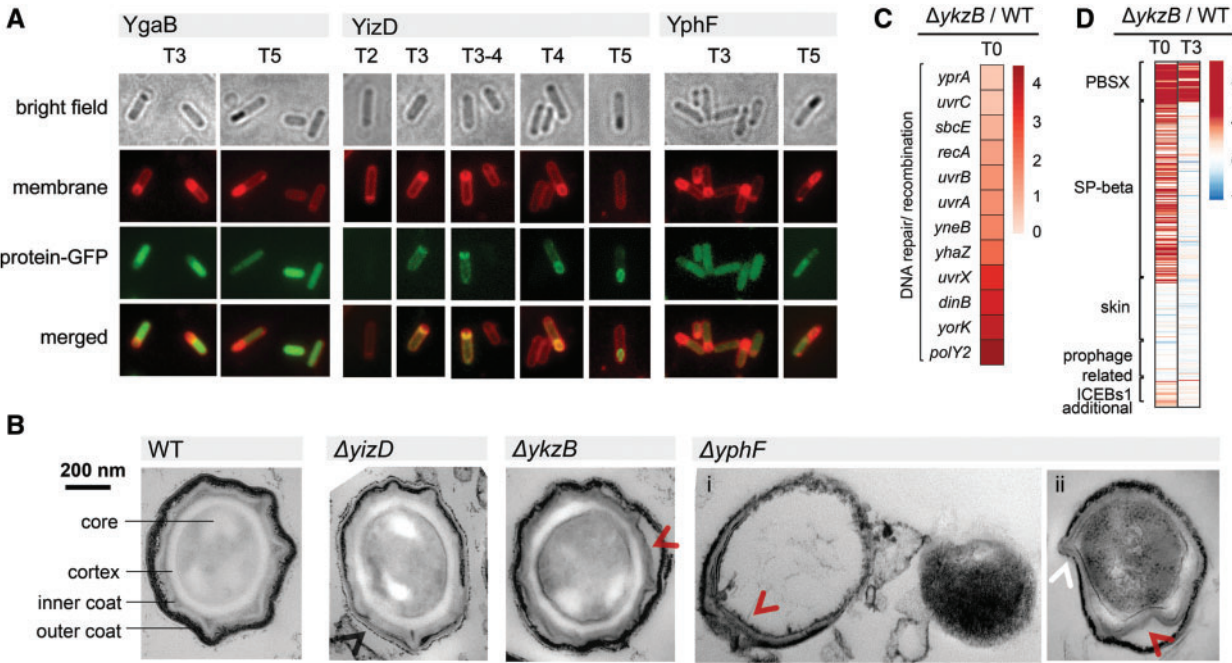 A
YgaB
YizD
YphF
T3
T5
T2
T3
T3-4
T4
T5
T3
T5
bright field
membrane
protein-GFP
merged
C
ΔykzB / WT
T0
DNA repair/ recombination
yprA
uvrC
sbcE
recA
uvrB
uvrA
yneB
yhaZ
uvrX
dinB
yorK
polY2
4
3
2
1
0
D
ΔykzB / WT
T0 T3
PBSX
SP-beta
skin
prophage
related
ICEBs1
additional
B
WT
ΔyizD
ΔykzB
ΔyphF
200 nm
core
cortex
inner coat
outer coat
i
ii